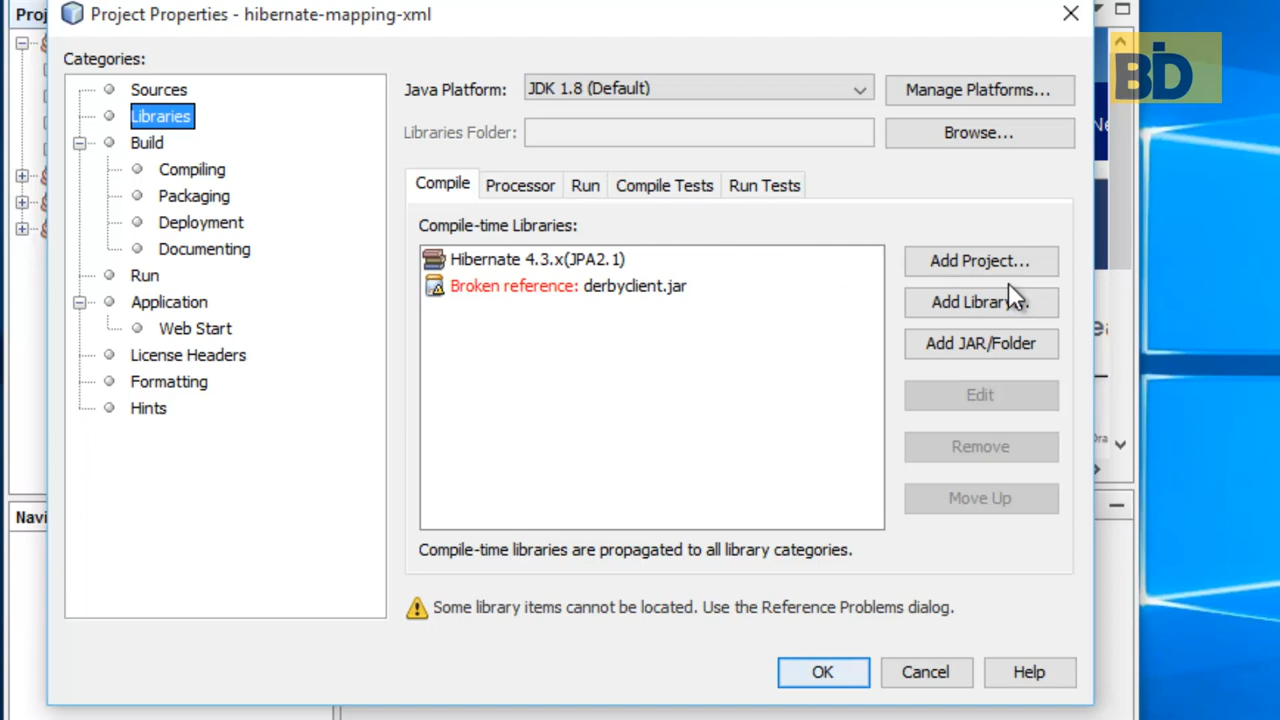 Proj
Project Properties - hibernate-mapping-xml
BD
Categories:
Sources
Libraries
Build
Compiling
Packaging
Deployment
Documenting
Run
Application
Web Start
License Headers
Formatting
Hints
Java Platform:
JDK 1.8 (Default)
Manage Platforms...
Libraries Folder:
Browse...
Compile
Processor
Run
Compile Tests
Run Tests
Compile-time Libraries:
Hibernate 4.3.x(JPA2.1)
Broken reference: derbyclient.jar
Add Project...
Add Library...
Add JAR/Folder
Edit
Remove
Move Up
Compile-time libraries are propagated to all library categories.
Some library items cannot be located. Use the Reference Problems dialog.
OK
Cancel
Help
Navi
Ne